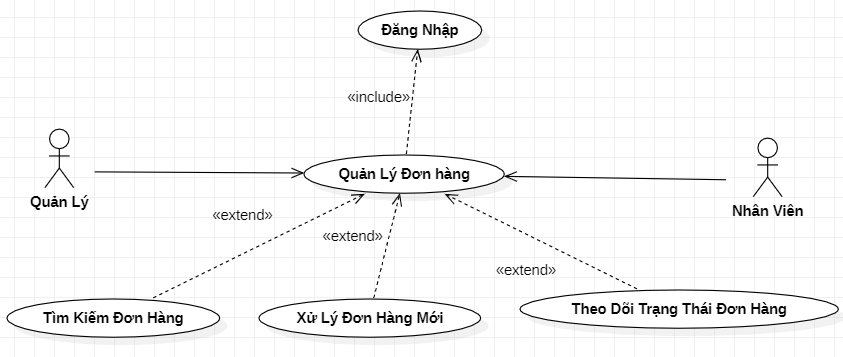 Đăng Nhập
«include»
Quản Lý Đơn hàng
Quản Lý
Nhân Viên
«extend»
«extend»
«extend»
Tìm Kiếm Đơn Hàng
Xử Lý Đơn Hàng Mới
Theo Dõi Trạng Thái Đơn Hàng